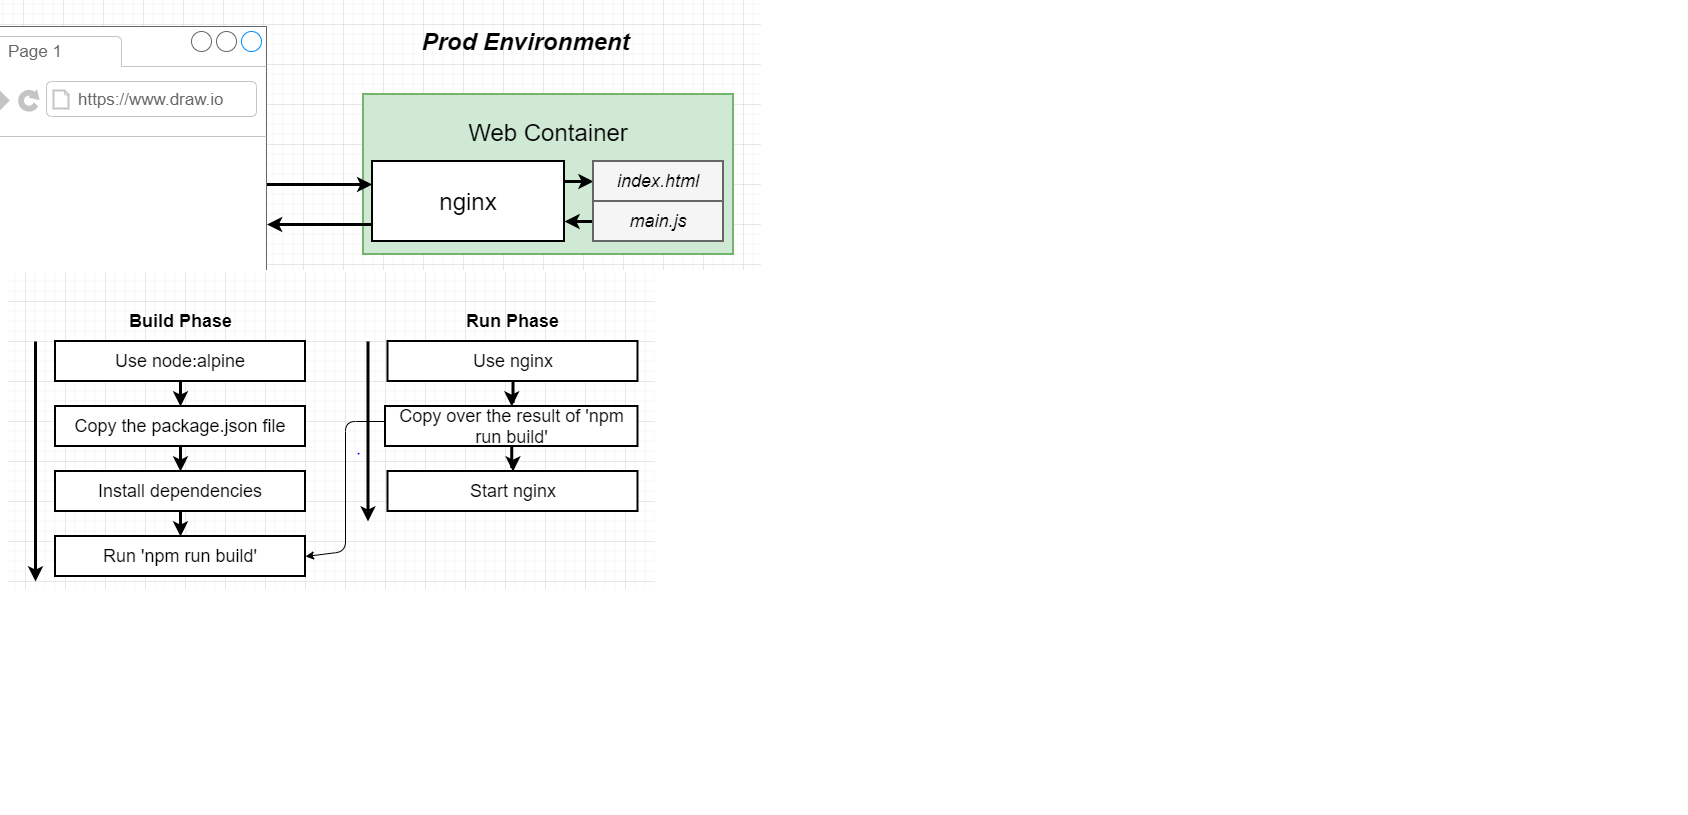 Prod Environment
Page 1
https://www.draw.io
Web Container
nginx
index.html
main.js
Build Phase
Use node:alpine
Copy the package.json file
Install dependencies
Run 'npm run build'
Run Phase
Use nginx
Copy over the result of 'npm
run build'
Start nginx